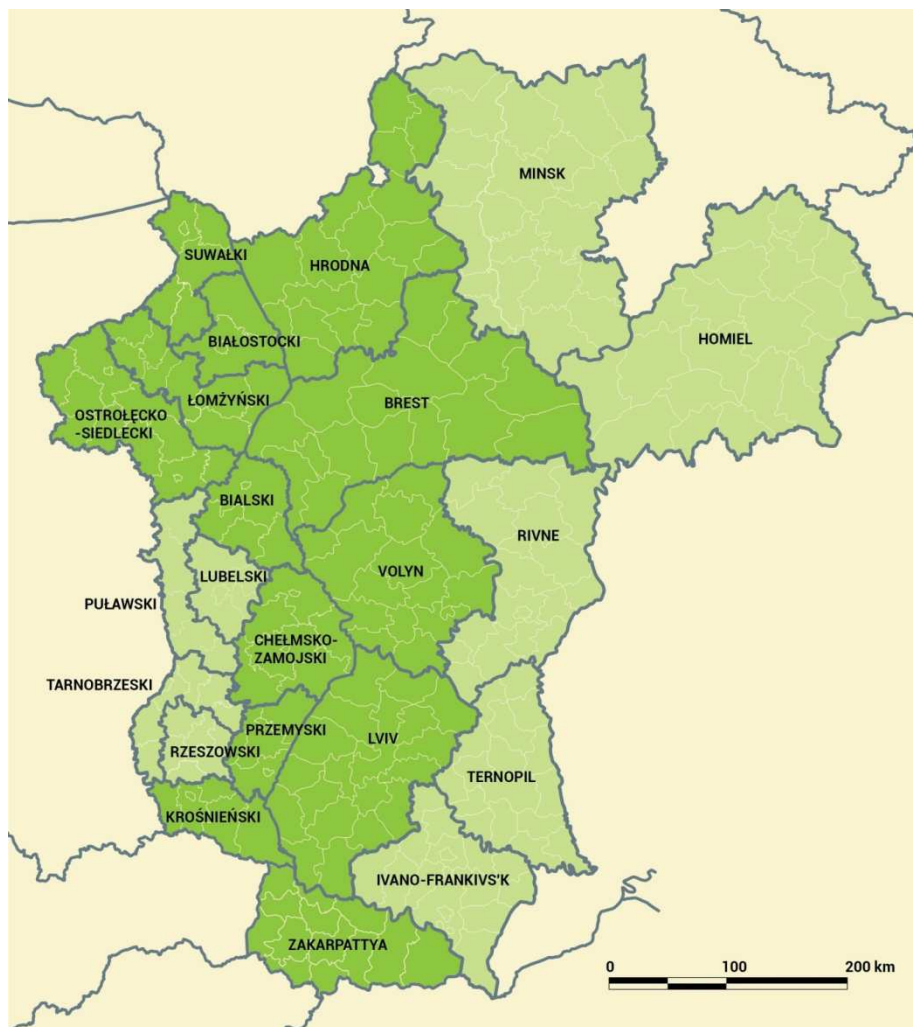 MINSK
SUWAŁKI
HRODNA
BIAŁOSTOCKI
HOMIEL
ŁOMŻYŃSKI
BREST
OSTROŁĘCKO
-SIEDLECKI
BIALSKI
RIVNE
LUBELSKI
VOLYN
PUŁAWSKI
CHEŁMSKO-
ZAMOJSKI
TARNOBRZESKI
PRZEMYSKI
LVIV
RZESZOWSKI
TERNOPIL
KROŚNIEŃSKI
IVANO-FRANKIVS'K
ZAKARPATTYA
0 100 200 km